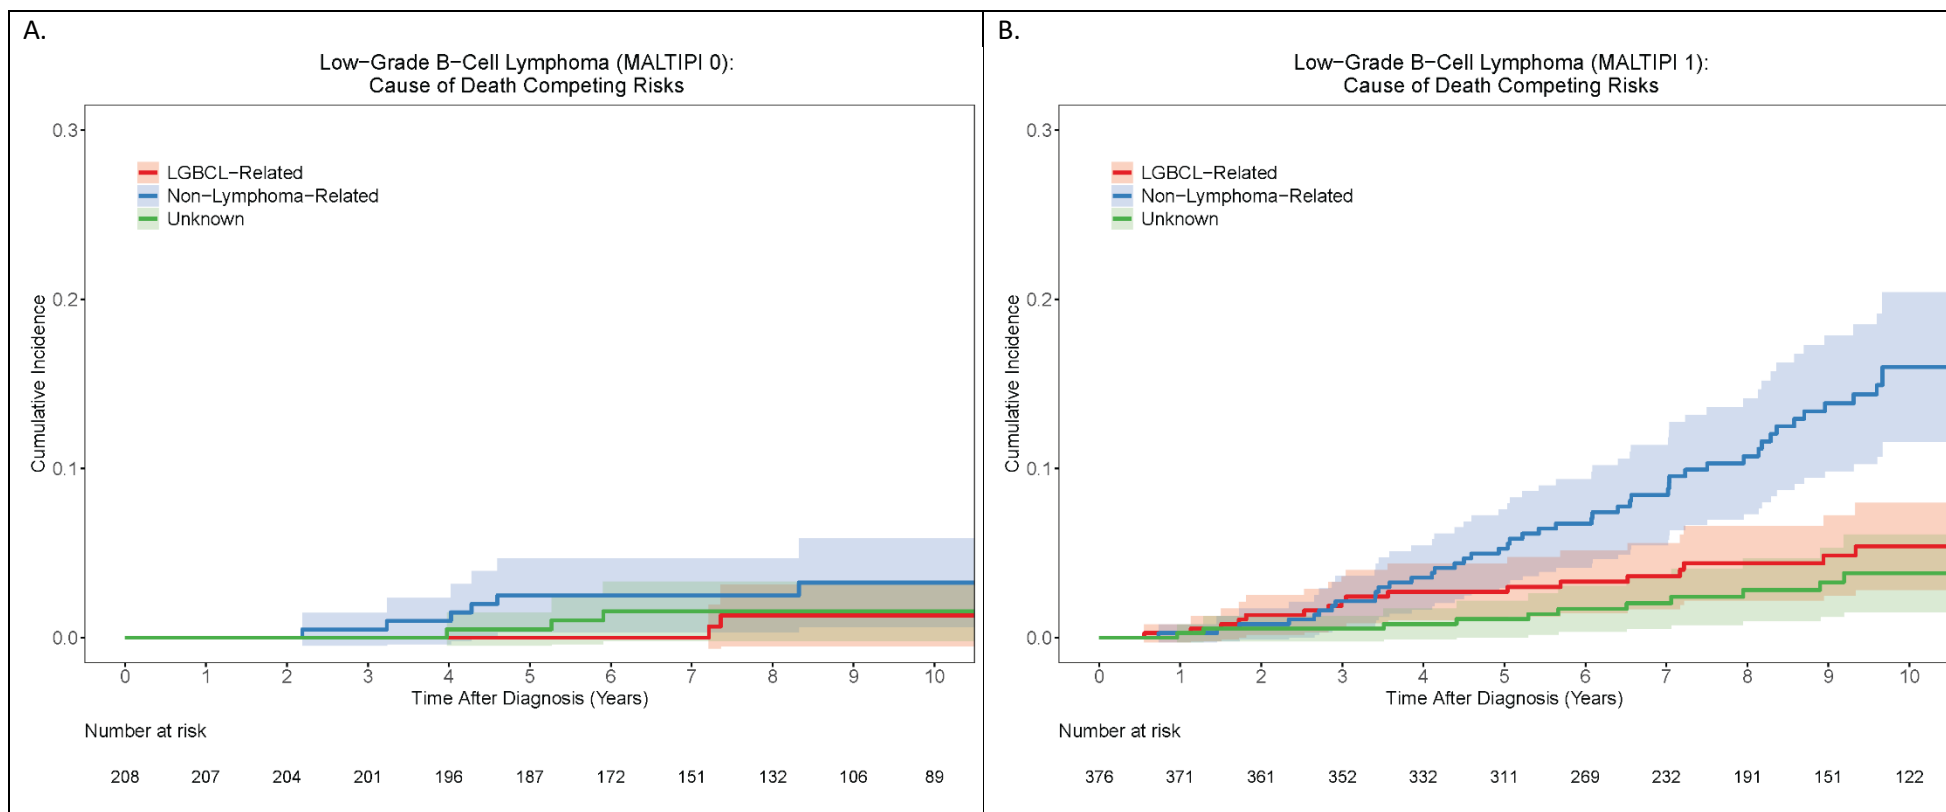 A.
Low−Grade B−Cell Lymphoma (MALTIPI 0):
Cause of Death Competing Risks
0.3
0.2
0.1
0.0
Cumulative Incidence
LGBCL−Related
Non−Lymphoma−Related
Unknown
0 1 2 3 4 5 6 7 8 9 10
Time After Diagnosis (Years)
Number at risk
208 207 204 201 196 187 172 151 132 106 89
B.
Low−Grade B−Cell Lymphoma (MALTIPI 1):
Cause of Death Competing Risks
0.3
0.2
0.1
0.0
Cumulative Incidence
LGBCL−Related
Non−Lymphoma−Related
Unknown
0 1 2 3 4 5 6 7 8 9 10
Time After Diagnosis (Years)
Number at risk
376 371 361 352 332 311 269 232 191 151 122